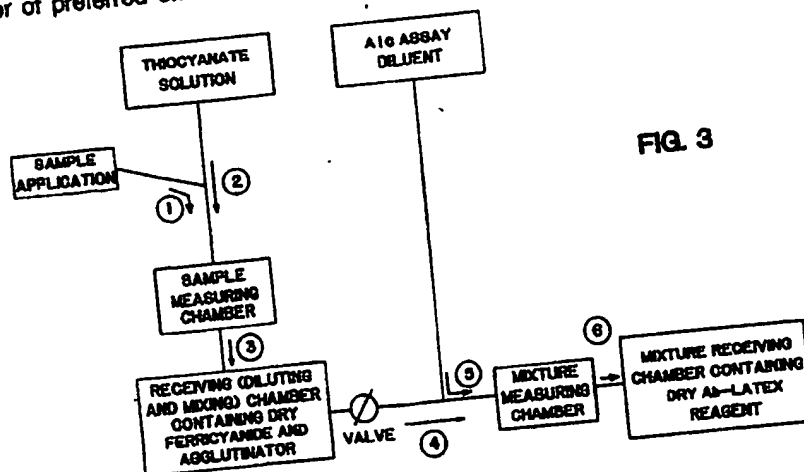 of preferred
THIOCYANATE
SOLUTION
A1c ASSAY
DILUENT
FIG. 3
SAMPLE
APPLICATION
①
②
SAMPLE
MEASURING
CHAMBER
③
RECEIVING (DILUTING
AND MIXING) CHAMBER
CONTAINING DRY
FERRICYANIDE AND
AGGLUTINATOR
VALVE
④
⑤
MIXTURE
MEASURING
CHAMBER
⑥
MIXTURE RECEIVING
CHAMBER CONTAINING
DRY Ab-LATEX
REAGENT